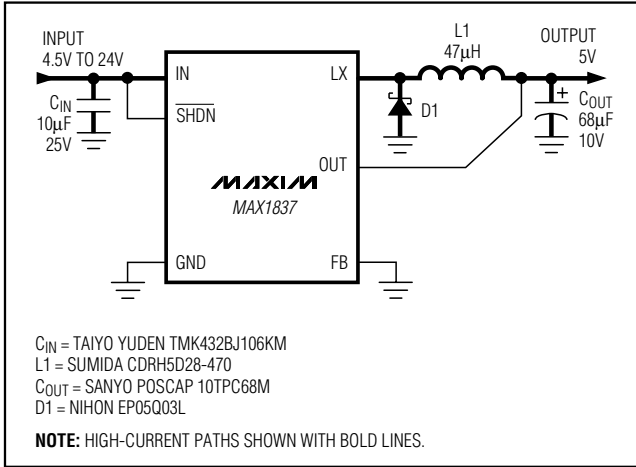 INPUT
4.5V TO 24V
CIN
10µF
25V
IN
SHDN
GND
LX
OUT
FB
MAXIM
MAX1837
D1
L1
47µH
OUTPUT
5V
+
COUT
68µF
10V
CIN = TAIYO YUDEN TMK432BJ106KM
L1 = SUMIDA CDRH5D28-470
COUT = SANYO POSCAP 10TPC68M
D1 = NIHON EP05Q03L
NOTE: HIGH-CURRENT PATHS SHOWN WITH BOLD LINES.